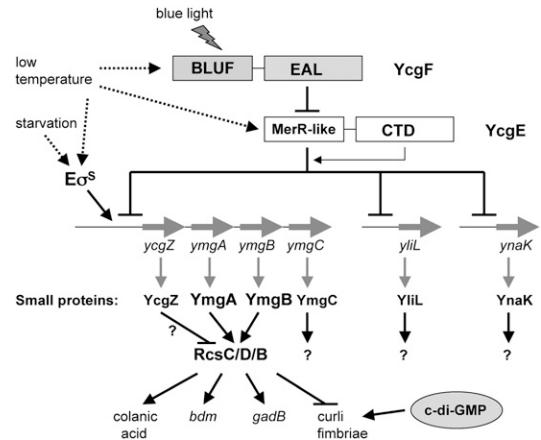 blue light
low
temperature
BLUF EAL YcgF
starvation
MerR-like CTD YcgE
EσS
ycgZ ymgA ymgB ymgC yliL ynaK
Small proteins: YcgZ YmgA YmgB YmgC YliL YnaK
?
RcsC/D/B ? ? ?
colanic
acid
bdm gadB curli
fimbriae
c-di-GMP